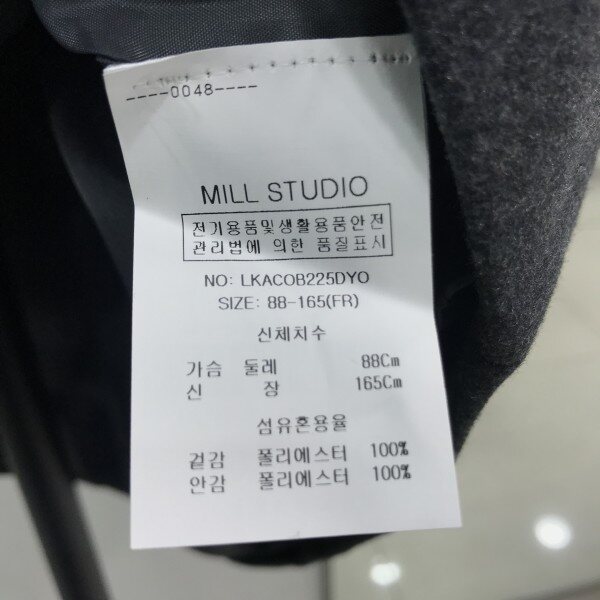 ----0048----
MILL STUDIO
전기용품및생활용품안전
관리법에 의한 품질표시
NO: LKACOB225DYO
SIZE: 88-165(FR)
신체치수
가슴 둘레 88Cm
신 장 165Cm
섬유혼용율
겉감 폴리에스터 100%
안감 폴리에스터 100%